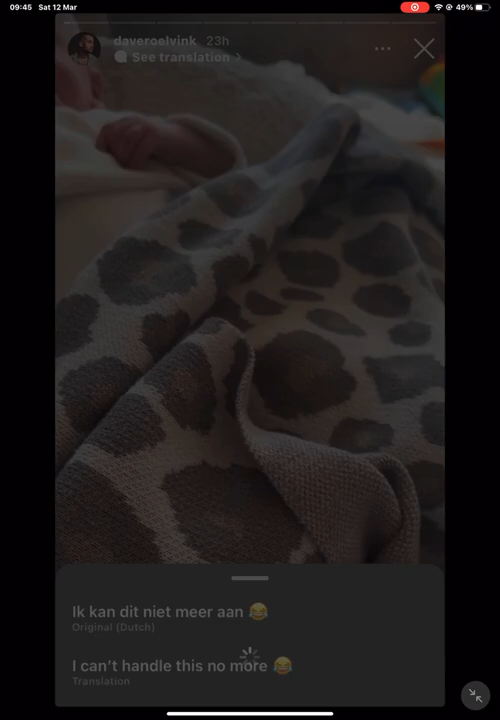 09:45 Sat 12 Mar 49%
daveroelvink 23h
See translation >
Ik kan dit niet meer aan 😂
Original (Dutch)
I can't handle this no more 😂
Translation